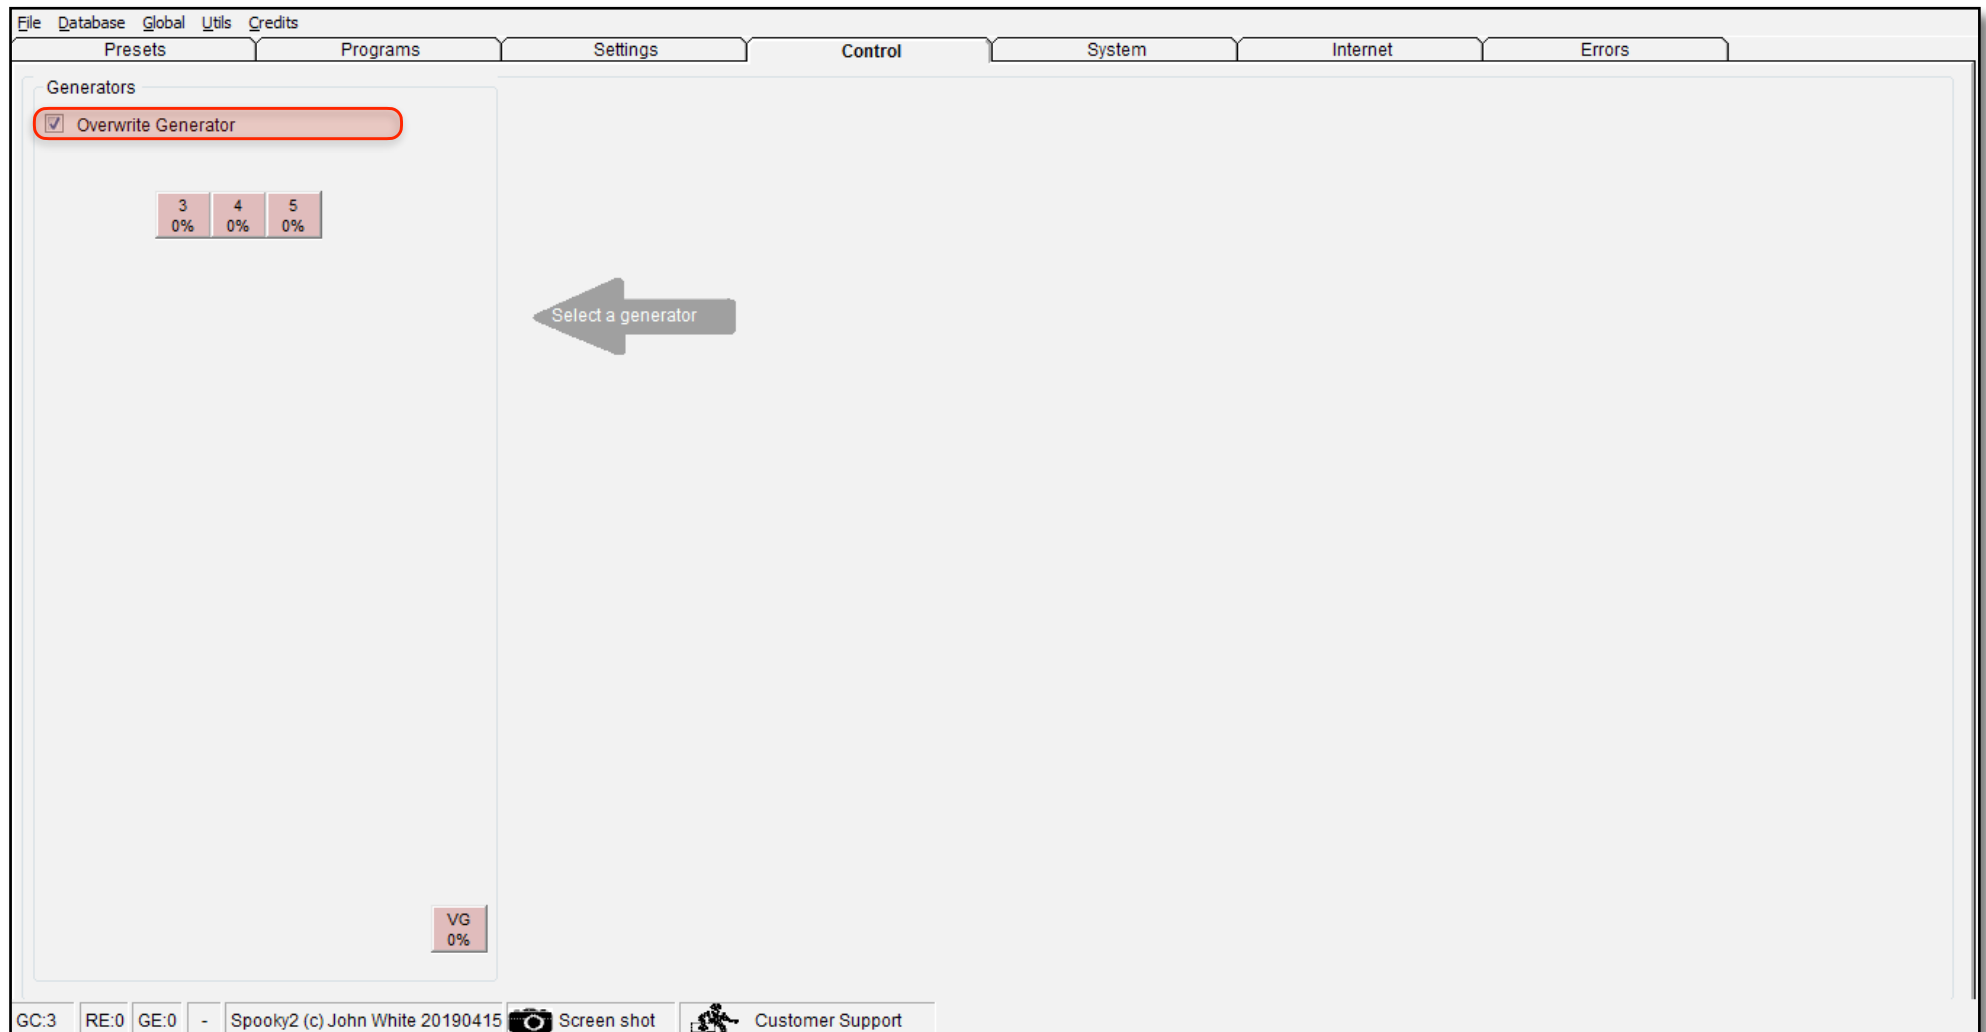 File Database Global Utils Credits
Presets Programs Settings Control System Internet Errors
Generators
Overwrite Generator
3 4 5
0% 0% 0%
Select a generator
VG
0%
GC:3 RE:0 GE:0 - Spooky2 (c) John White 20190415 Screen shot Customer Support